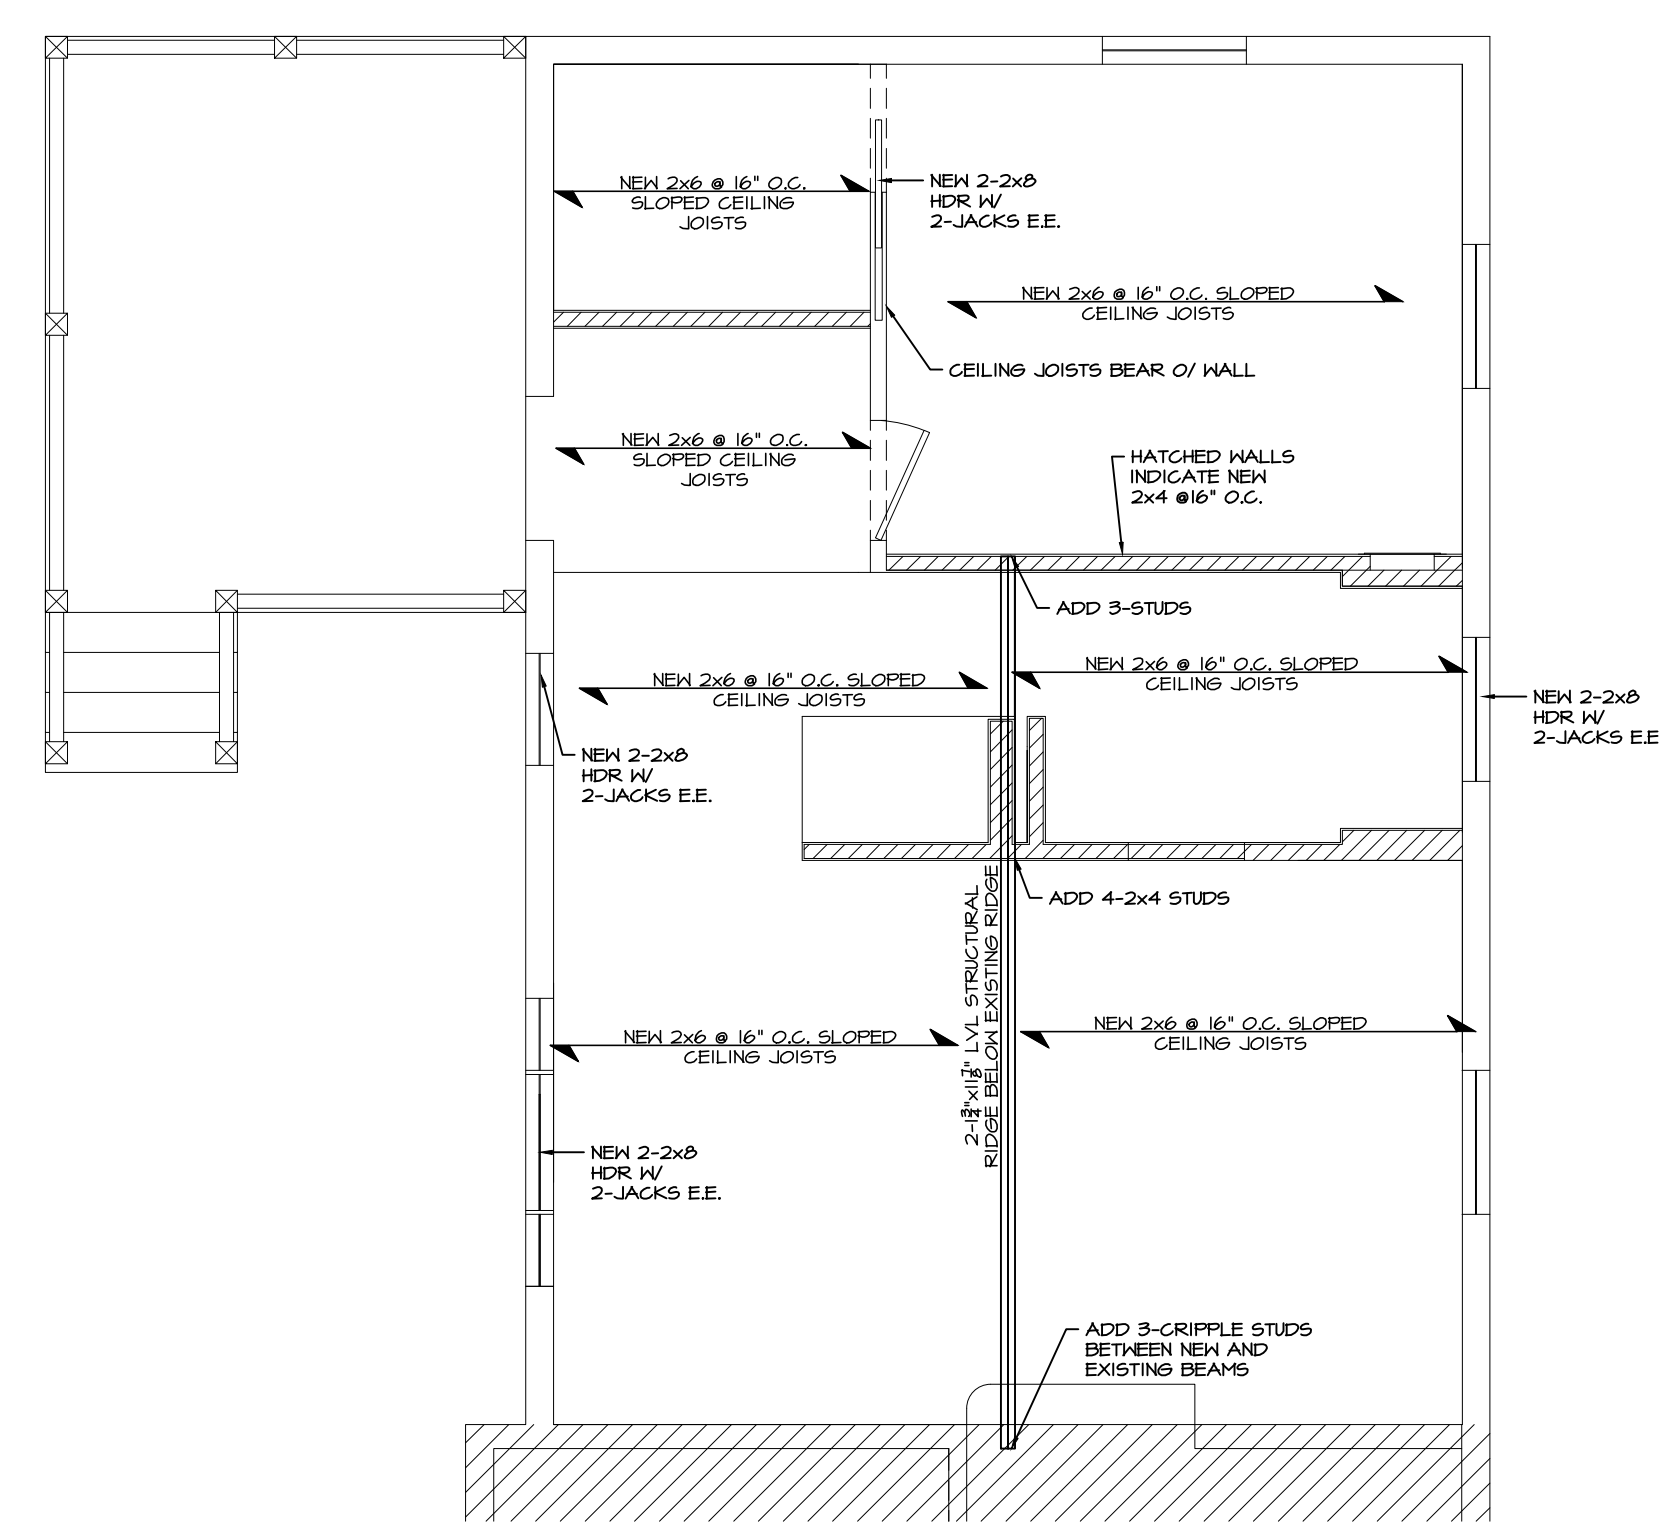 NEW 2x6 @ 16" O.C.
SLOPED CEILING
JOISTS
NEW 2-2x8
HDR W/
2-JACKS E.E.
NEW 2x6 @ 16" O.C. SLOPED
CEILING JOISTS
CEILING JOISTS BEAR O/ WALL
NEW 2x6 @ 16" O.C.
SLOPED CEILING
JOISTS
HATCHED WALLS
INDICATE NEW
2x4 @16" O.C.
ADD 3-STUDS
NEW 2x6 @ 16" O.C. SLOPED
CEILING JOISTS
NEW 2x6 @ 16" O.C. SLOPED
CEILING JOISTS
NEW 2-2x8
HDR W/
2-JACKS E.E
NEW 2-2x8
HDR W/
2-JACKS E.E.
ADD 4-2x4 STUDS
2-1 3/4"x11 7/8" LVL STRUCTURAL
RIDGE BELOW EXISTING RIDGE
NEW 2x6 @ 16" O.C. SLOPED
CEILING JOISTS
NEW 2x6 @ 16" O.C. SLOPED
CEILING JOISTS
NEW 2-2x8
HDR W/
2-JACKS E.E.
ADD 3-CRIPPLE STUDS
BETWEEN NEW AND
EXISTING BEAMS